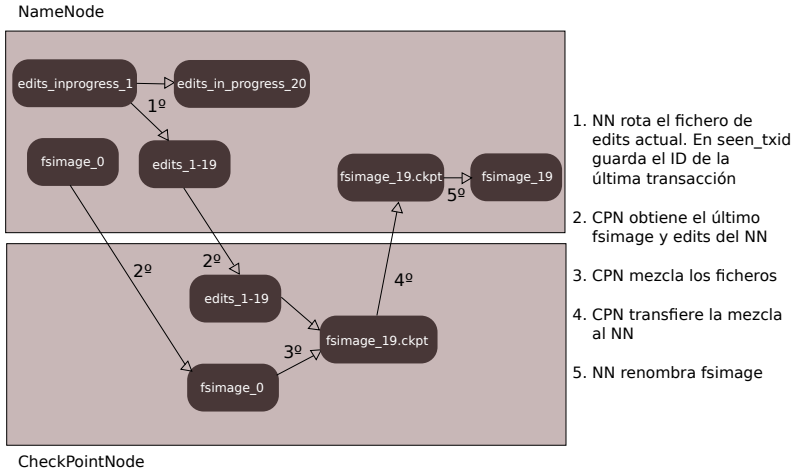 NameNode
edits_inprogress_1
edits_in_progress_20
1º
fsimage_0
edits_1-19
fsimage_19.ckpt
fsimage_19
5º
2º
2º
4º
edits_1-19
fsimage_19.ckpt
3º
fsimage_0
CheckPointNode
1. NN rota el fichero de
edits actual. En seen_txid
guarda el ID de la
última transacción
2. CPN obtiene el último
fsimage y edits del NN
3. CPN mezcla los ficheros
4. CPN transfiere la mezcla
al NN
5. NN renombra fsimage